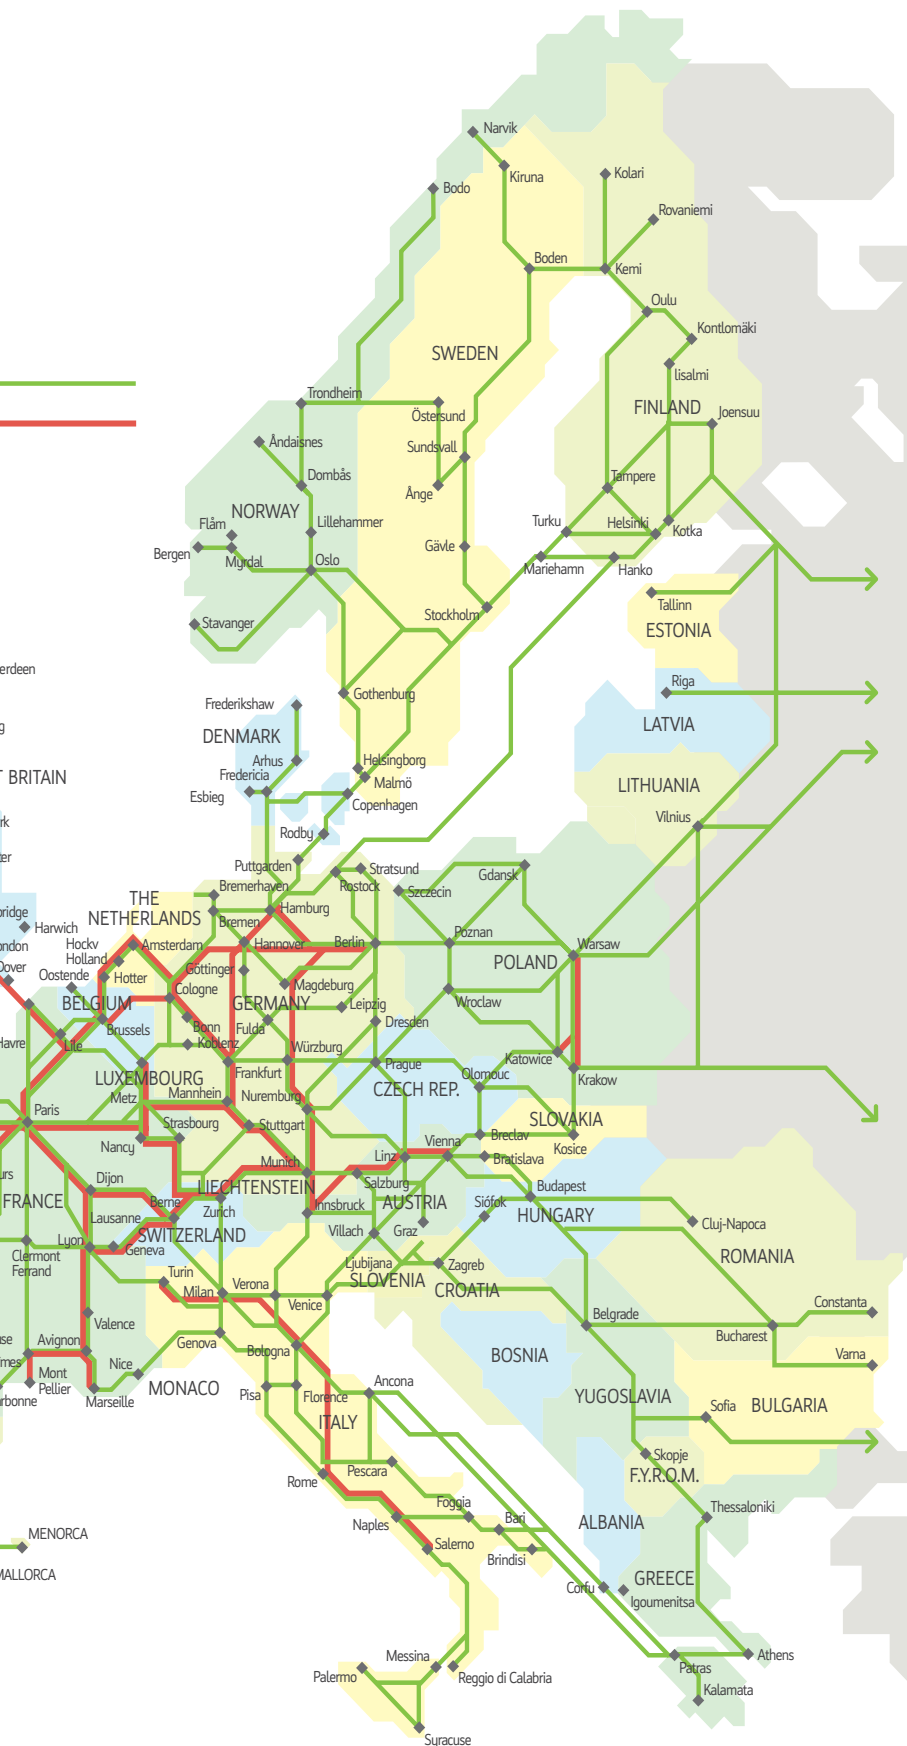 Narvik
Kiruna
Kolari
Bodo
Rovaniemi
Boden
Kemi
Oulu
Kontlomäki
SWEDEN
Iisalmi
Trondheim
FINLAND
Joensuu
Östersund
Åndaisnes
Sundsvall
Dombås
Tampere
Ånge
NORWAY
Flåm
Lillehammer
Turku
Helsinki
Kotka
Bergen
Myrdal
Oslo
Gävle
Mariehamn
Hanko
Tallinn
Stockholm
Stavanger
ESTONIA
erdeen
Riga
Gothenburg
Frederikshaw
g
LATVIA
DENMARK
Arhus
Helsingborg
T BRITAIN
Fredericia
Malmö
LITHUANIA
Esbieg
Copenhagen
Vilnius
rk
Rodby
er
Puttgarden
Stratsund
Gdansk
Bremerhaven
Rostock
Szczecin
THE
NETHERLANDS
Hamburg
bridge
Harwich
Bremen
Poznan
ondon
Hockv
Holland
Amsterdam
Hannover
Berlin
Warsaw
Dover
Oostende
Hotter
Göttinger
POLAND
Cologne
Magdeburg
BELGIUM
GERMANY
Leipzig
Wroclaw
Brussels
Bonn
Fulda
Dresden
Havre
Lile
Koblenz
Würzburg
Katowice
Frankfurt
Prague
Olomouc
Krakow
LUXEMBOURG
CZECH REP.
Metz
Mannheim
Nuremburg
Paris
Strasbourg
Stuttgart
SLOVAKIA
Nancy
Vienna
Breclav
Kosice
Linz
Bratislava
Munich
urs
Dijon
LIECHTENSTEIN
Salzburg
Budapest
FRANCE
Berne
Zurich
Innsbruck
AUSTRIA
Siófok
HUNGARY
Lausanne
SWITZERLAND
Villach
Graz
Cluj-Napoca
Lyon
Geneva
Clermont
Ferrand
Ljubijana
Zagreb
ROMANIA
Turin
Milan
Verona
SLOVENIA
CROATIA
Venice
Constanta
Valence
Belgrade
Bucharest
use
Avignon
Genova
Bologna
BOSNIA
Varna
mes
Mont
Pellier
Nice
Ancona
MONACO
Pisa
Florence
YUGOSLAVIA
arbonne
Marseille
Sofia
BULGARIA
ITALY
Skopje
Pescara
F.Y.R.O.M.
Rome
Foggia
Thessaloniki
Naples
Bari
ALBANIA
MENORCA
Salerno
Brindisi
MALLORCA
Corfu
GREECE
Igoumenitsa
Messina
Athens
Palermo
Reggio di Calabria
Patras
Kalamata
Syracuse